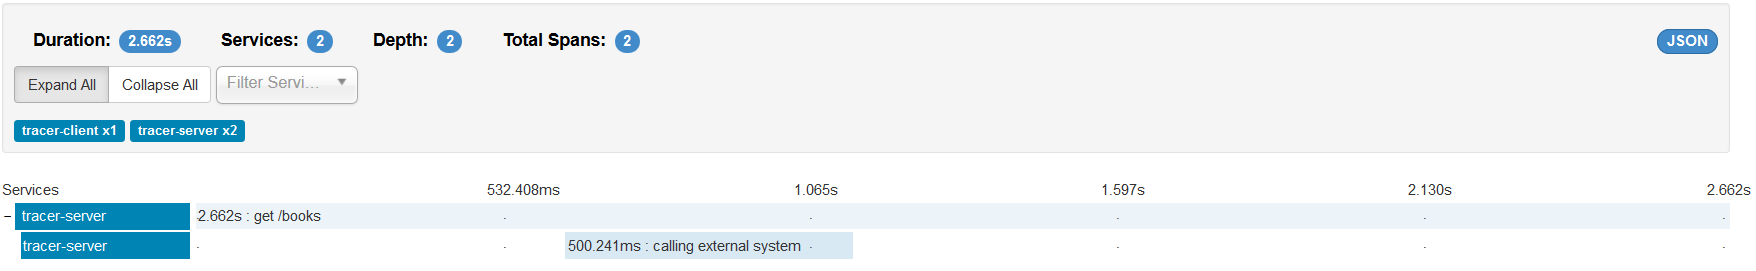 Duration: 2.662s Services: 2 Depth: 2 Total Spans: 2 JSON
Expand All Collapse All Filter Servi...
tracer-client x1 tracer-server x2
Services 532.408ms 1.065s 1.597s 2.130s 2.662s
− tracer-server 2.662s : get /books
tracer-server 500.241ms : calling external system